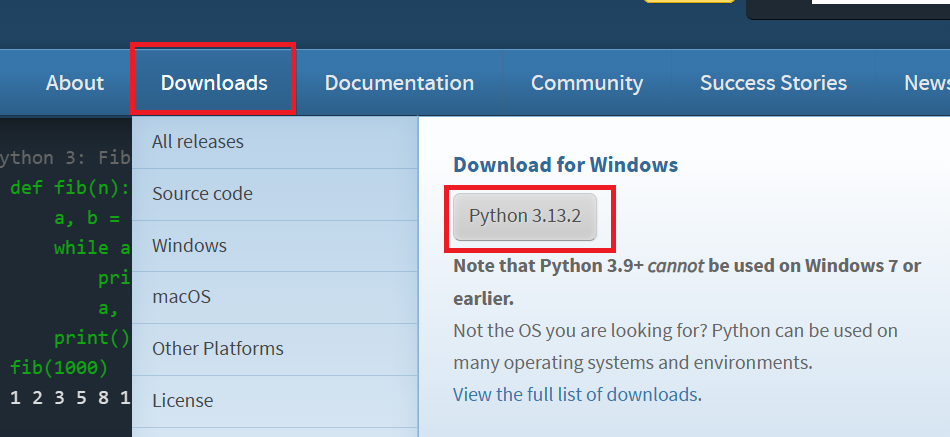 About
Downloads
Documentation
Community
Success Stories
News
ython 3: Fib
def fib(n):
a, b =
while a
pri
a,
print()
fib(1000)
1 2 3 5 8 1
All releases
Source code
Windows
macOS
Other Platforms
License
Download for Windows
Python 3.13.2
Note that Python 3.9+ cannot be used on Windows 7 or
earlier.
Not the OS you are looking for? Python can be used on
many operating systems and environments.
View the full list of downloads.